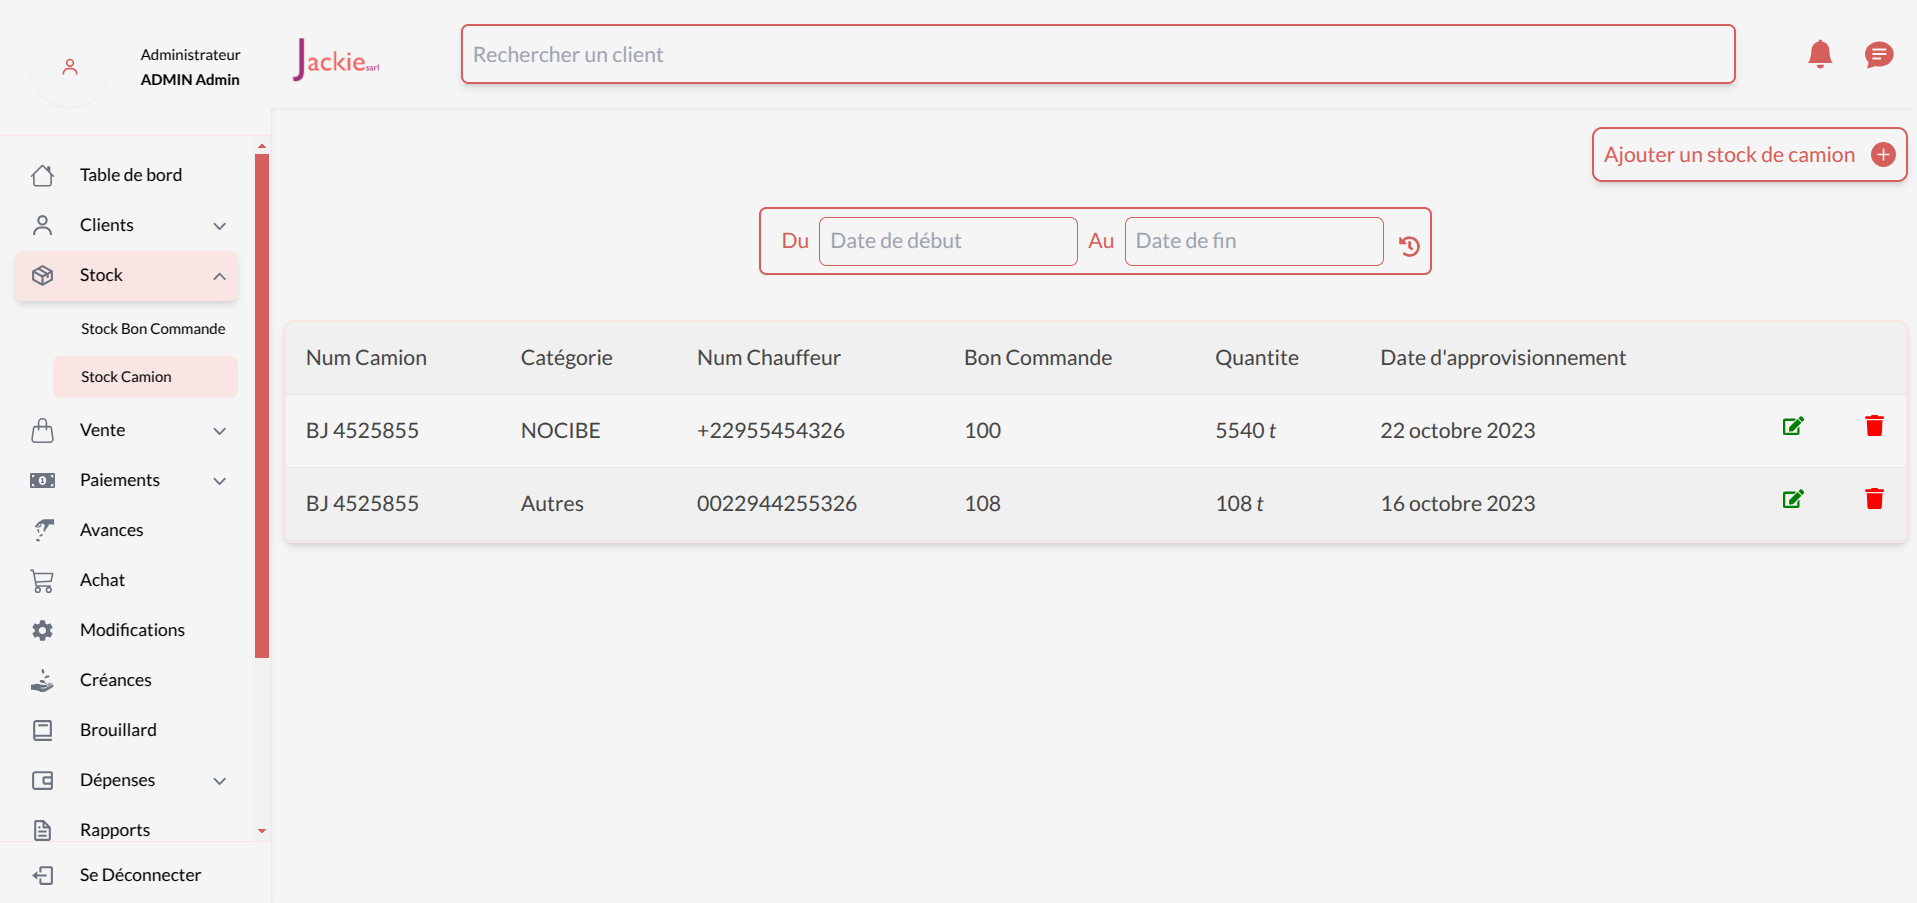 Administrateur
ADMIN Admin
Jackie sarl
Rechercher un client
Table de bord
Clients
Stock
Stock Bon Commande
Stock Camion
Vente
Paiements
Avances
Achat
Modifications
Créances
Brouillard
Dépenses
Rapports
Se Déconnecter
Ajouter un stock de camion
Du Date de début Au Date de fin
Num Camion Catégorie Num Chauffeur Bon Commande Quantite Date d'approvisionnement
BJ 4525855 NOCIBE +22955454326 100 5540 t 22 octobre 2023
BJ 4525855 Autres 0022944255326 108 108 t 16 octobre 2023